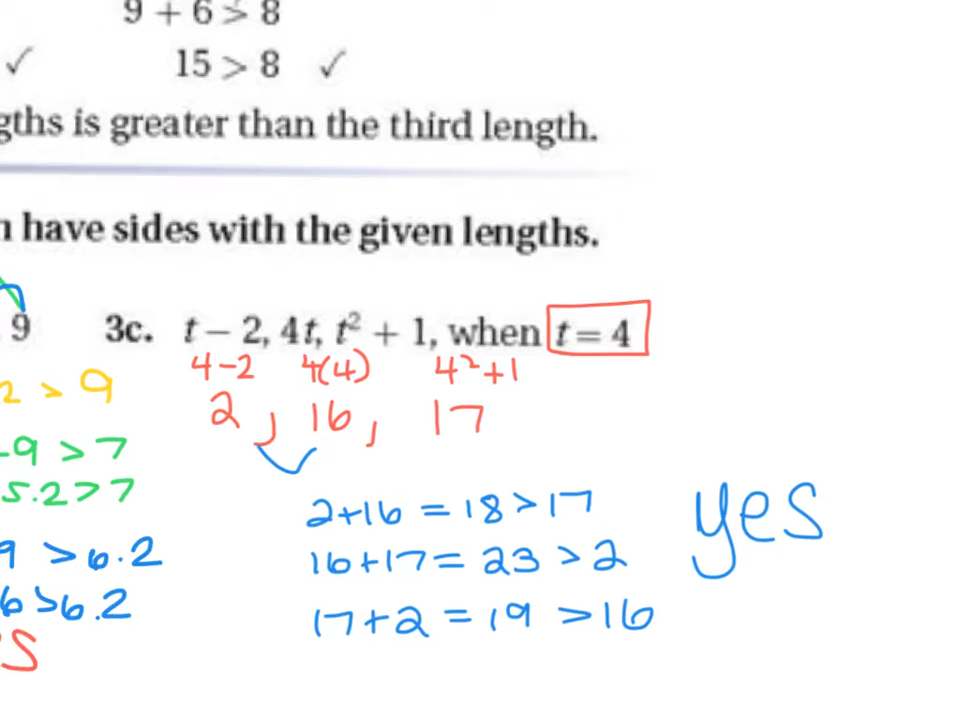 9 + 6 > 8
✓ 15 > 8 ✓
gths is greater than the third length.
have sides with the given lengths.
9 3c. t − 2, 4t, t² + 1, when t = 4
4-2 4(4) 4²+1
2 > 9
2, 16, 17
-9 > 7
5.2 > 7
2+16 = 18 > 17
yes
9 > 6.2
16+17 = 23 > 2
6 > 6.2
17+2 = 19 > 16
s